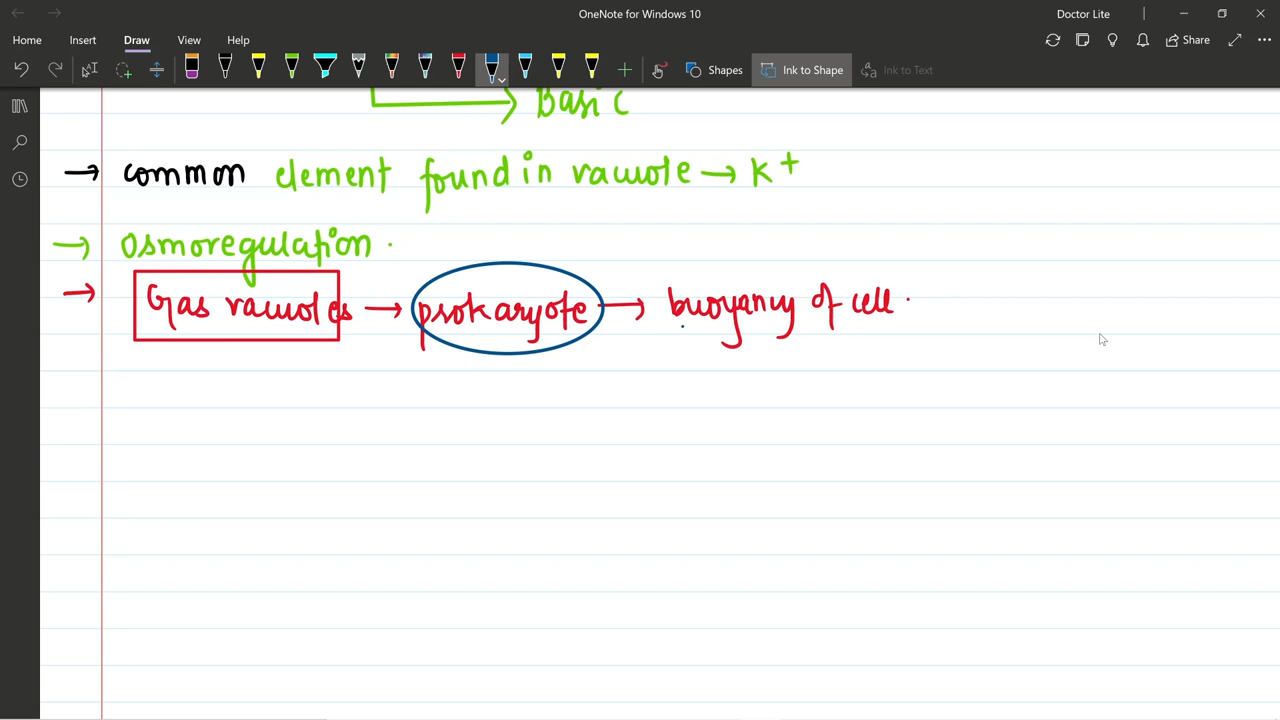 OneNote for Windows 10
Doctor Lite
Home Insert Draw View Help
Share
Shapes Ink to Shape Ink to Text
Basic
→ common element found in vacuole → K+
→ osmoregulation.
→ Gas vacuoles → prokaryote → buoyancy of cell.